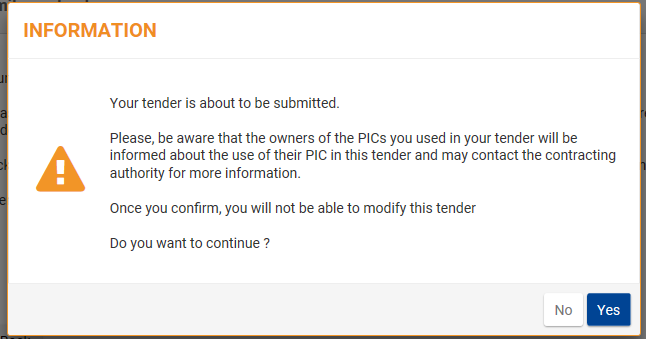 INFORMATION
Your tender is about to be submitted.
Please, be aware that the owners of the PICs you used in your tender will be
informed about the use of their PIC in this tender and may contact the contracting
authority for more information.
Once you confirm, you will not be able to modify this tender
Do you want to continue ?
No
Yes